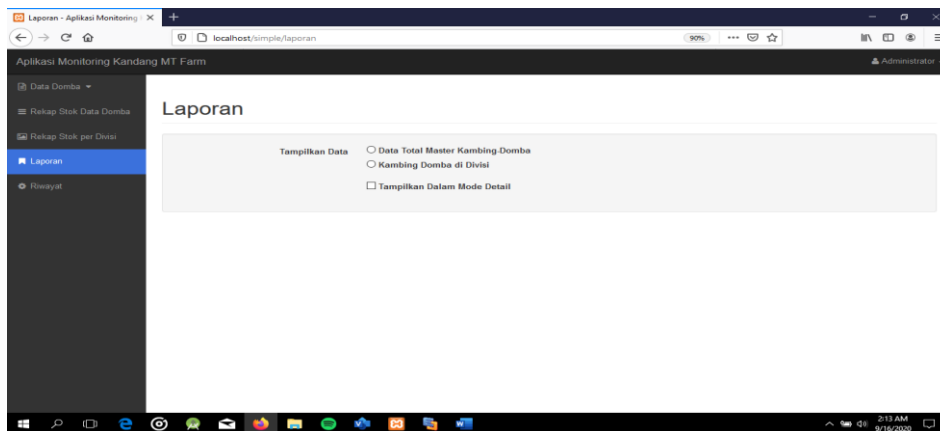 Laporan - Aplikasi Monitoring
localhost/simple/laporan
90%
Aplikasi Monitoring Kandang MT Farm
Administrator
Data Domba
Rekap Stok Data Domba
Rekap Stok per Divisi
Laporan
Riwayat
Laporan
Tampilkan Data
Data Total Master Kambing-Domba
Kambing Domba di Divisi
Tampilkan Dalam Mode Detail
2:13 AM
9/16/2020